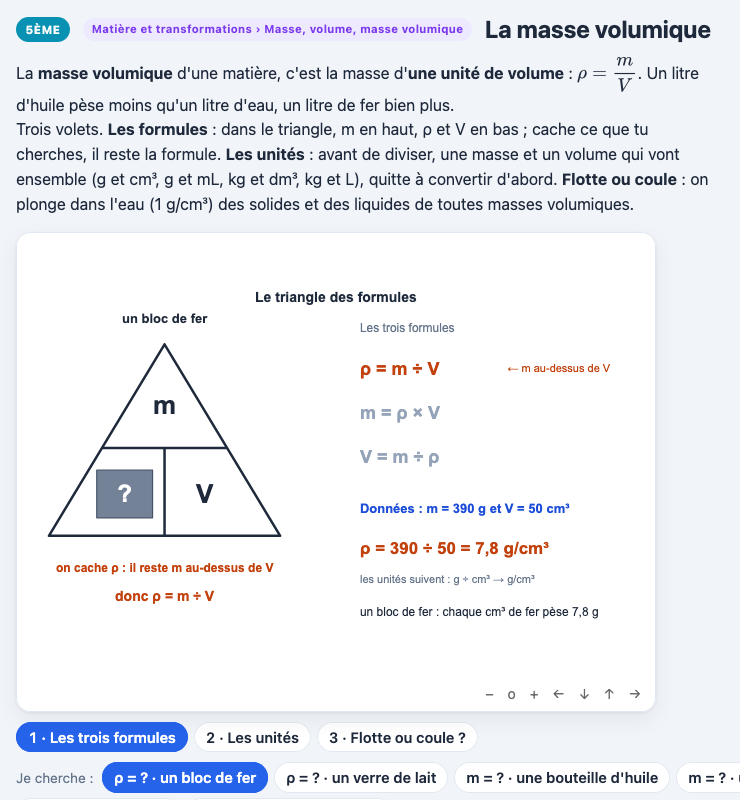 5ÈME
Matière et transformations › Masse, volume, masse volumique
La masse volumique
La masse volumique d'une matière, c'est la masse d'une unité de volume : ρ = m/V. Un litre
d'huile pèse moins qu'un litre d'eau, un litre de fer bien plus.
Trois volets. Les formules : dans le triangle, m en haut, ρ et V en bas ; cache ce que tu
cherches, il reste la formule. Les unités : avant de diviser, une masse et un volume qui vont
ensemble (g et cm³, g et mL, kg et dm³, kg et L), quitte à convertir d'abord. Flotte ou coule : on
plonge dans l'eau (1 g/cm³) des solides et des liquides de toutes masses volumiques.
Le triangle des formules
un bloc de fer
m
?
V
on cache ρ : il reste m au-dessus de V
donc ρ = m ÷ V
Les trois formules
ρ = m ÷ V
← m au-dessus de V
m = ρ × V
V = m ÷ ρ
Données : m = 390 g et V = 50 cm³
ρ = 390 ÷ 50 = 7,8 g/cm³
les unités suivent : g ÷ cm³ → g/cm³
un bloc de fer : chaque cm³ de fer pèse 7,8 g
− o + ← ↓ ↑ →
1 · Les trois formules
2 · Les unités
3 · Flotte ou coule ?
Je cherche :
ρ = ? · un bloc de fer
ρ = ? · un verre de lait
m = ? · une bouteille d'huile
m = ? ·